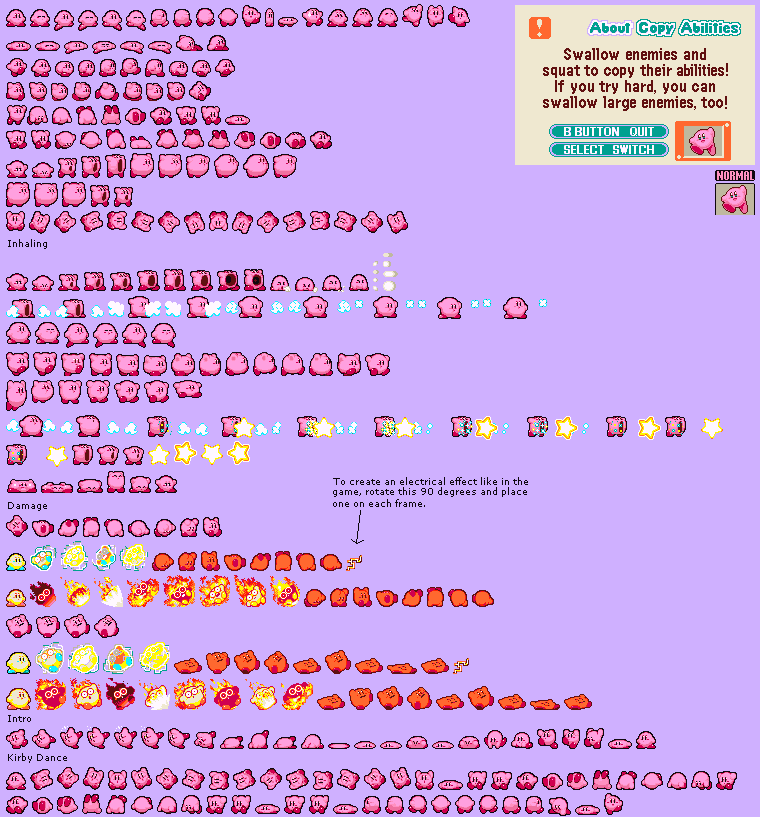 About Copy Abilities
Swallow enemies and
squat to copy their abilities!
If you try hard, you can
swallow large enemies, too!
B BUTTON QUIT
SELECT SWITCH
NORMAL
Inhaling
To create an electrical effect like in the
game, rotate this 90 degrees and place
one on each frame.
Damage
Intro
Kirby Dance